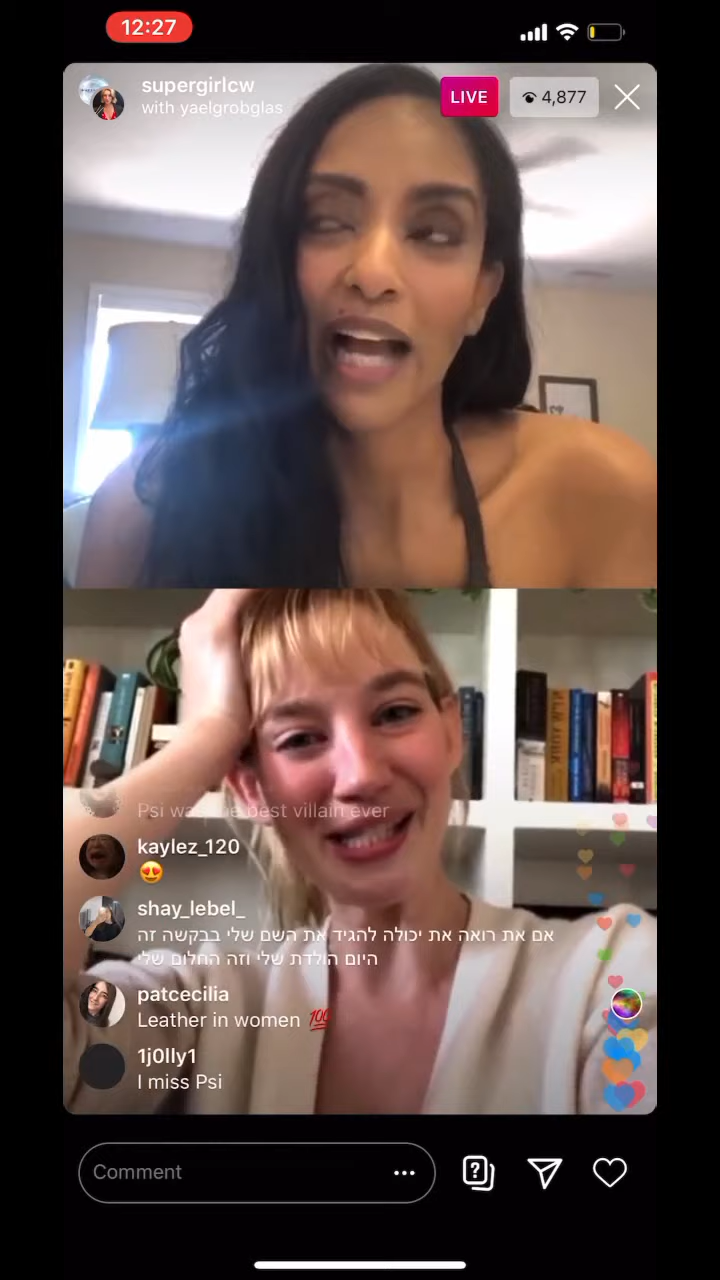 12:27
supergirlcw
with yaelgrobglas
LIVE
4,877
Psi was the best villain ever
kaylez_120
😍
shay_lebel_
אם את רואה את יכולה להגיד את השם שלי בבקשה זה
היום הולדת שלי וזה החלום שלי
patcecilia
Leather in women 💯
1j0lly1
I miss Psi
Comment